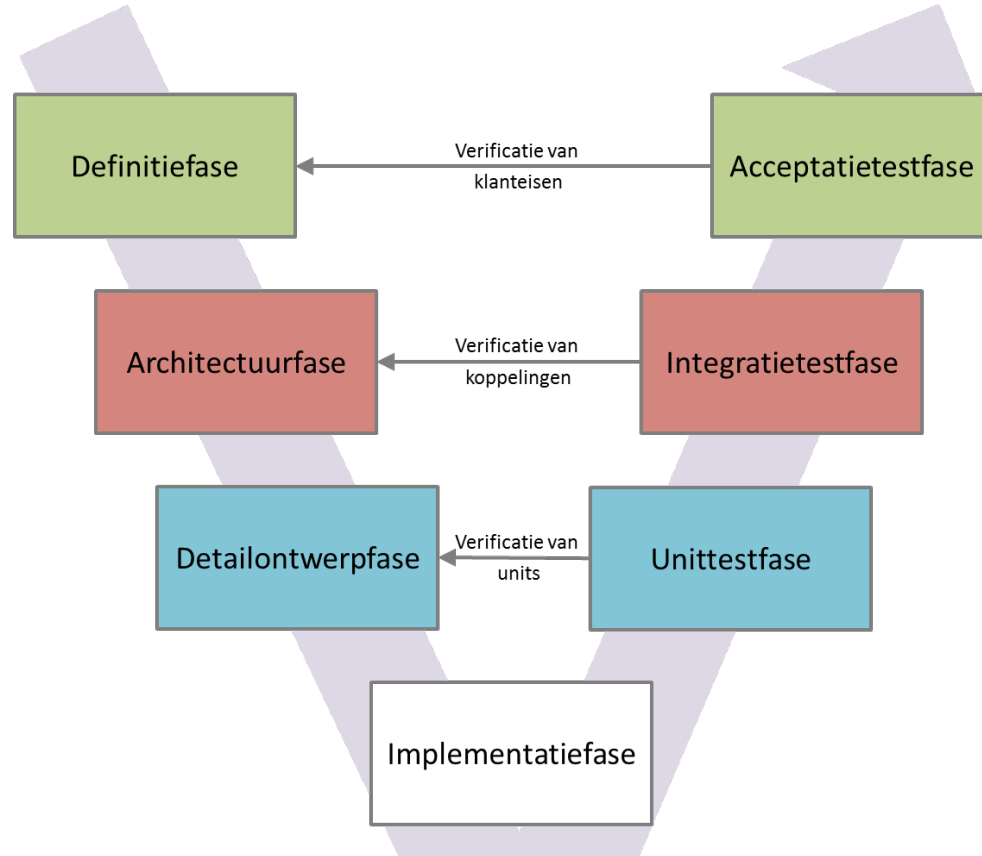 Definitiefase
Verificatie van
klanteisen
Acceptatietestfase
Architectuurfase
Verificatie van
koppelingen
Integratietestfase
Detailontwerpfase
Verificatie van
units
Unittestfase
Implementatiefase